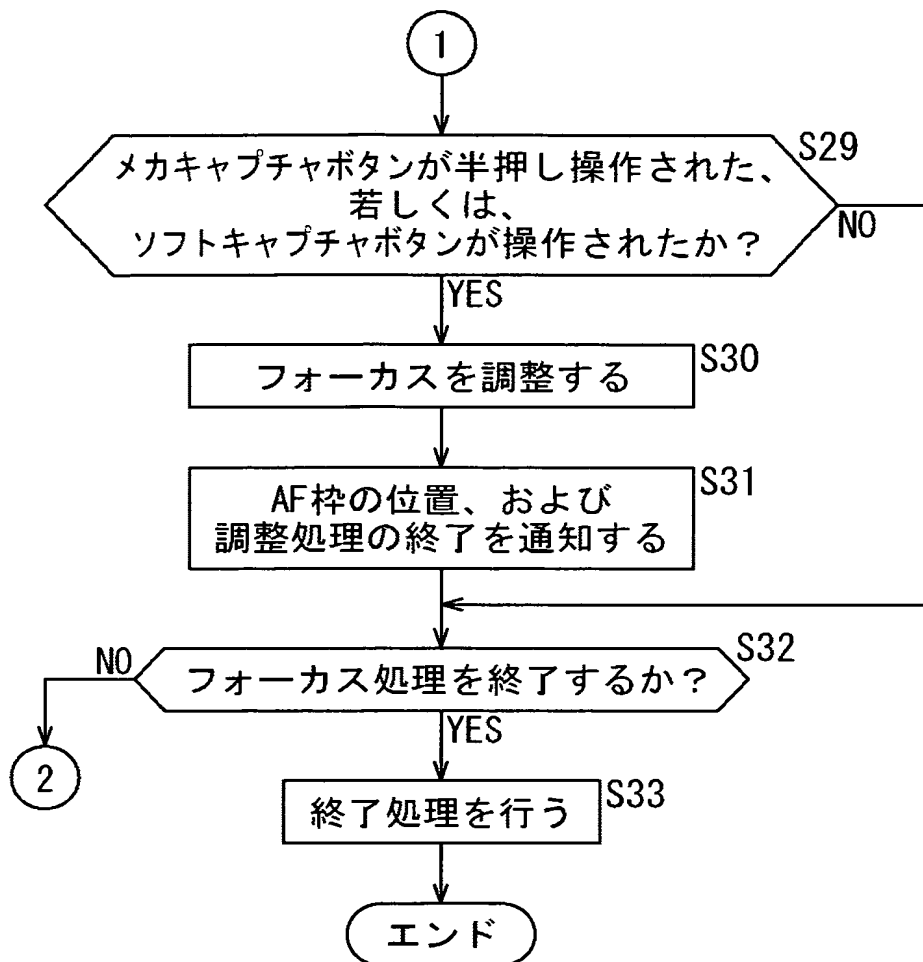 1
S29
メカキャプチャボタンが半押し操作された、
若しくは、
ソフトキャプチャボタンが操作されたか？
NO
YES
フォーカスを調整する
S30
AF枠の位置、および
調整処理の終了を通知する
S31
S32
NO
フォーカス処理を終了するか？
YES
2
終了処理を行う
S33
エンド